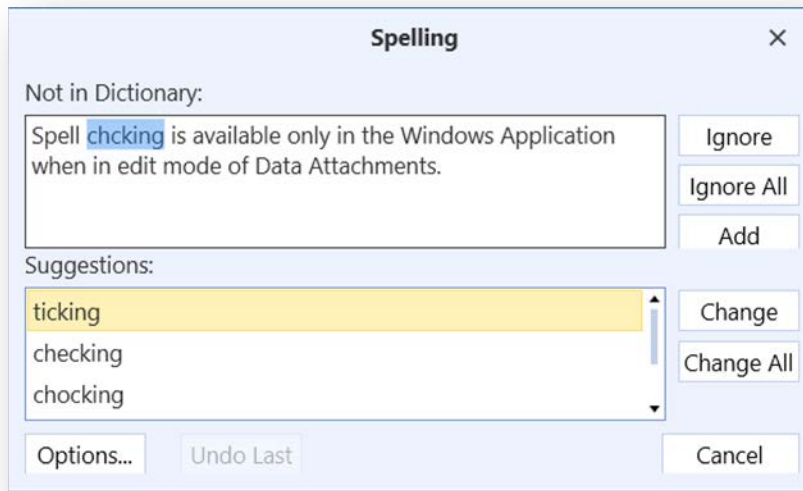 Spelling
Not in Dictionary:
Spell chcking is available only in the Windows Application
when in edit mode of Data Attachments.
Ignore
Ignore All
Add
Suggestions:
ticking
checking
chocking
Change
Change All
Options...
Undo Last
Cancel